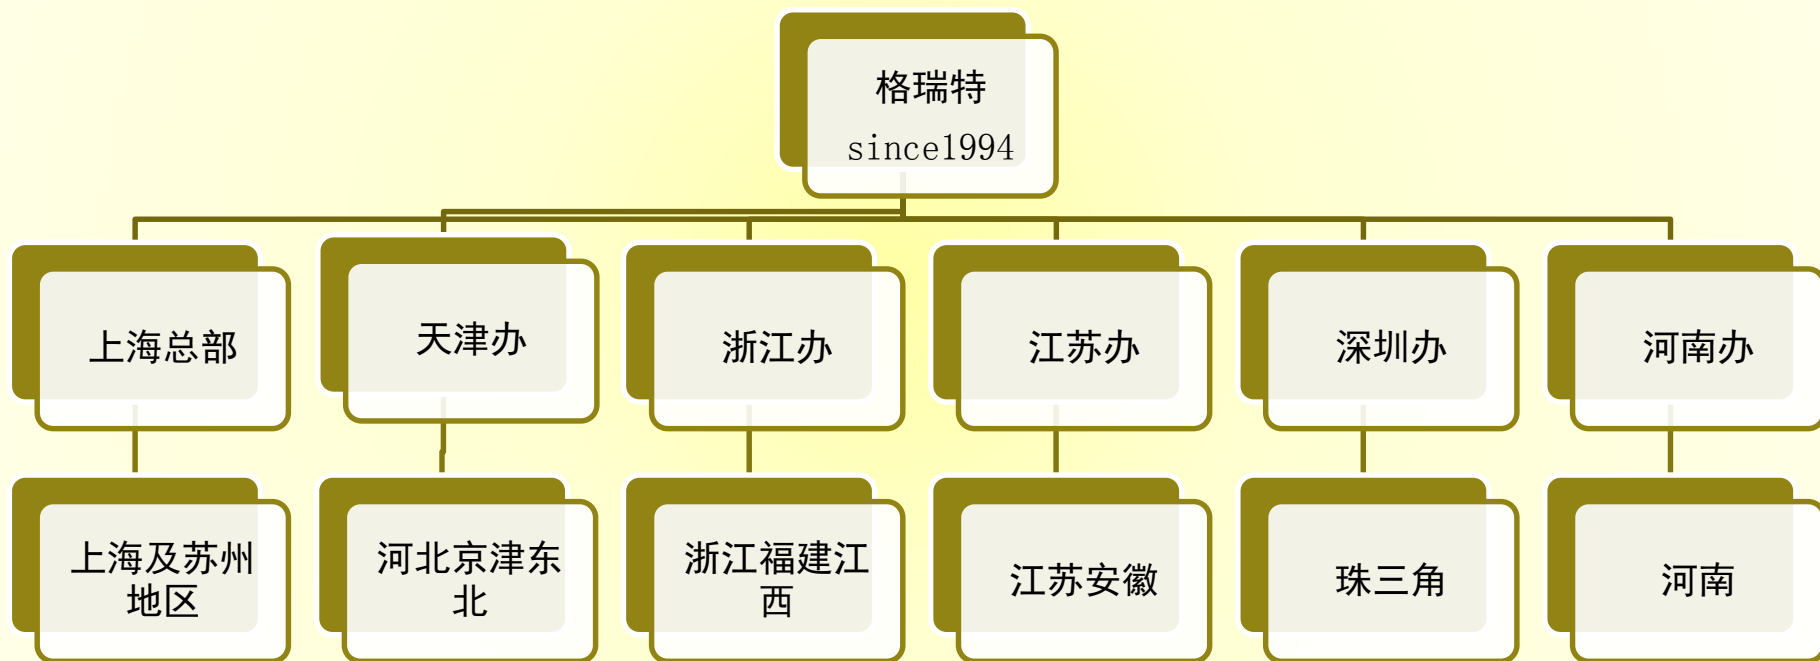 格瑞特
since1994
上海总部
天津办
浙江办
江苏办
深圳办
河南办
上海及苏州
地区
河北京津东
北
浙江福建江
西
江苏安徽
珠三角
河南